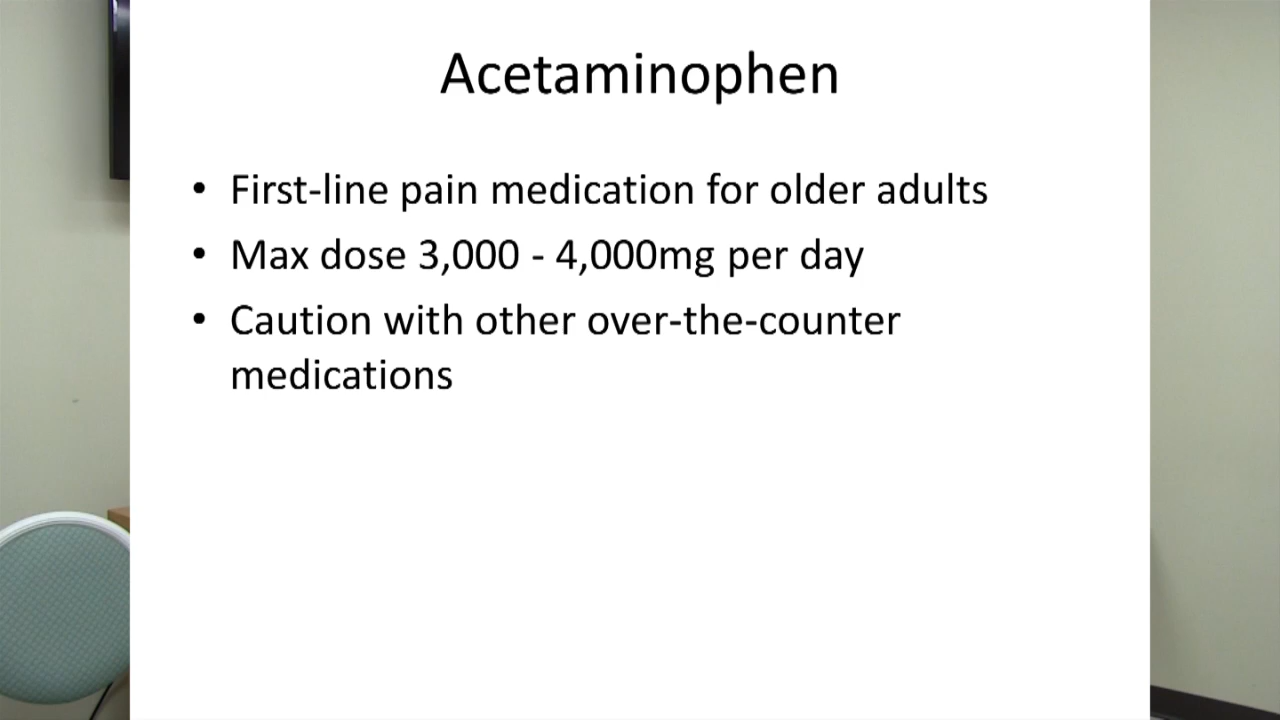 Acetaminophen
• First-line pain medication for older adults
• Max dose 3,000 - 4,000mg per day
• Caution with other over-the-counter
medications